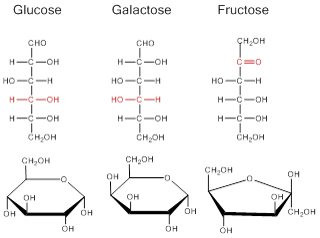 Glucose Galactose Fructose
CHO CHO CH₂OH
H OH H OH C O
HO H HO H HO H
H C OH HO C H H OH
H OH H OH H OH
CH₂OH CH₂OH CH₂OH
CH₂OH CH₂OH CH₂OH OH
O OH O O
OH OH OH OH OH OH CH₂OH
OH OH OH